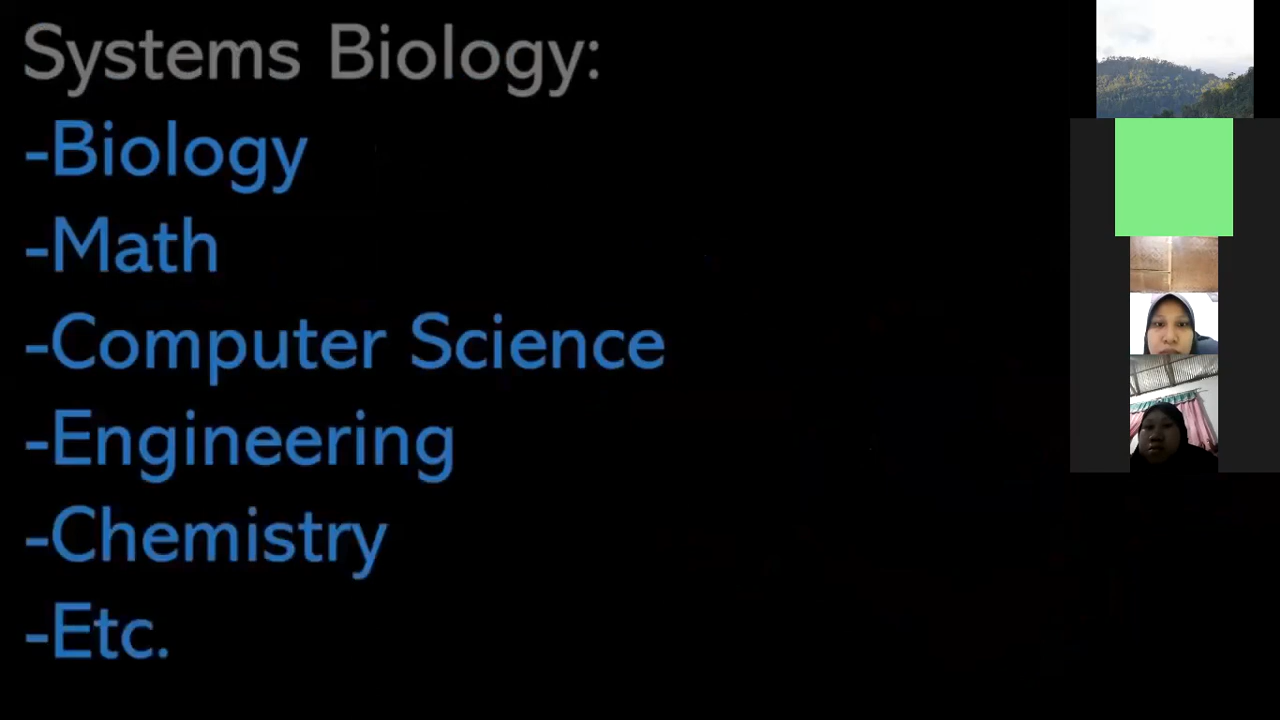 Systems Biology:
-Biology
-Math
-Computer Science
-Engineering
-Chemistry
-Etc.